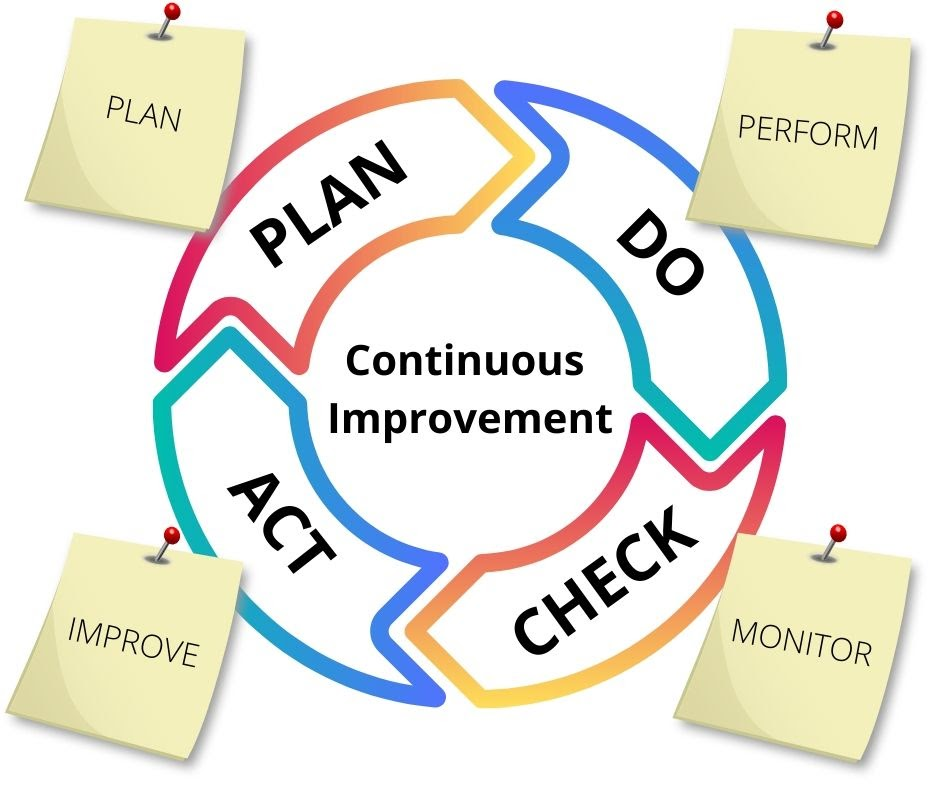 PLAN
PERFORM
PLAN
DO
Continuous
Improvement
ACT
CHECK
IMPROVE
MONITOR